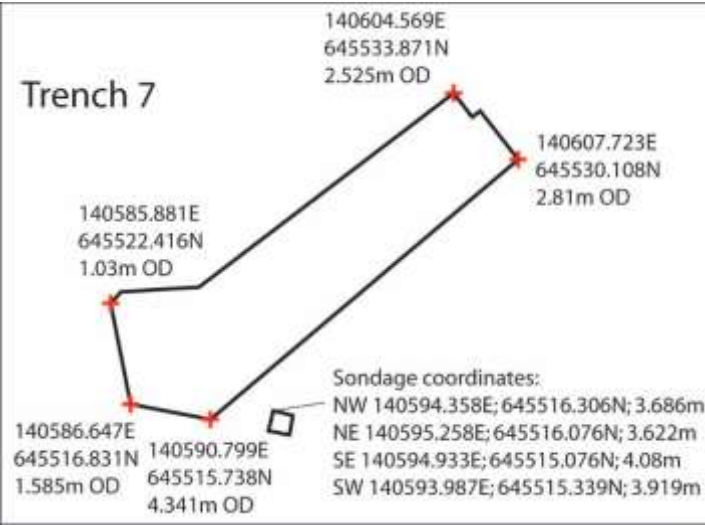 140604.569E
645533.871N
2.525m OD
Trench 7
140607.723E
645530.108N
2.81m OD
140585.881E
645522.416N
1.03m OD
Sondage coordinates:
NW 140594.358E; 645516.306N; 3.686m
NE 140595.258E; 645516.076N; 3.622m
SE 140594.933E; 645515.076N; 4.08m
SW 140593.987E; 645515.339N; 3.919m
140586.647E
645516.831N
1.585m OD
140590.799E
645515.738N
4.341m OD